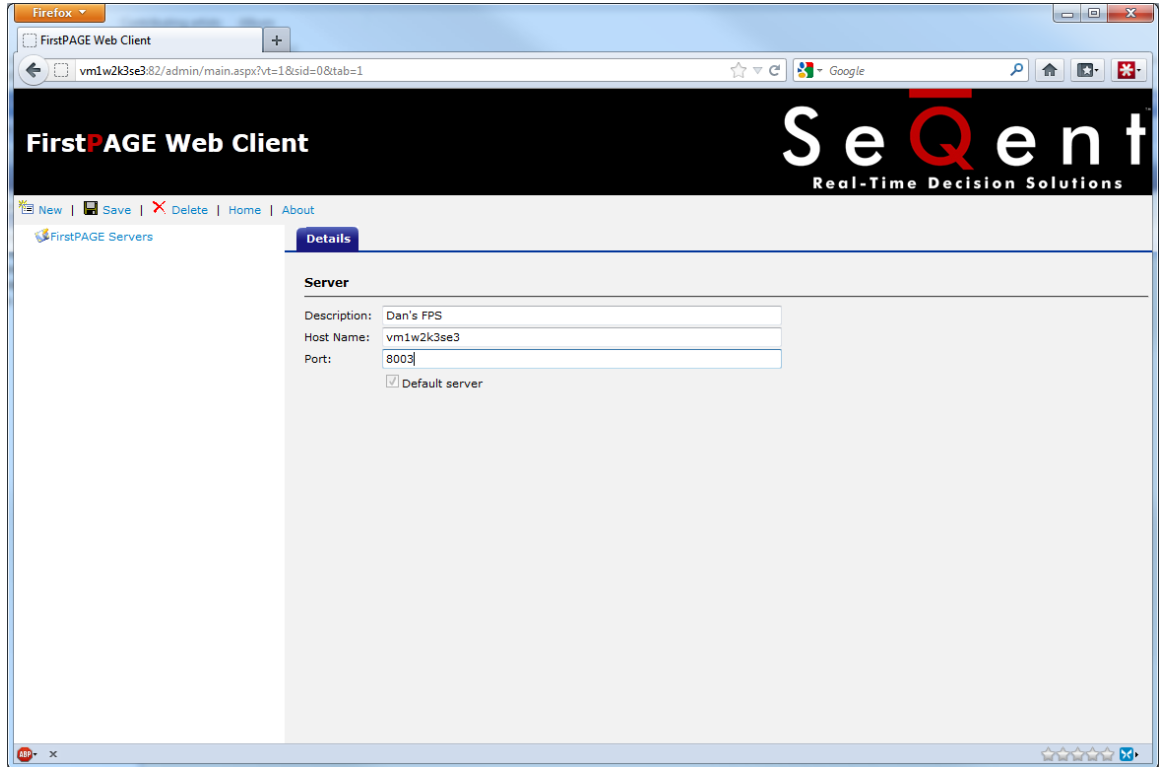 Firefox
FirstPAGE Web Client
vm1w2k3se3:82/admin/main.aspx?vt=1&sid=0&tab=1
Google
FirstPAGE Web Client
SeQent
Real-Time Decision Solutions
New | Save | Delete | Home | About
FirstPAGE Servers
Details
Server
Description: Dan's FPS
Host Name: vm1w2k3se3
Port: 8003
Default server
ABP